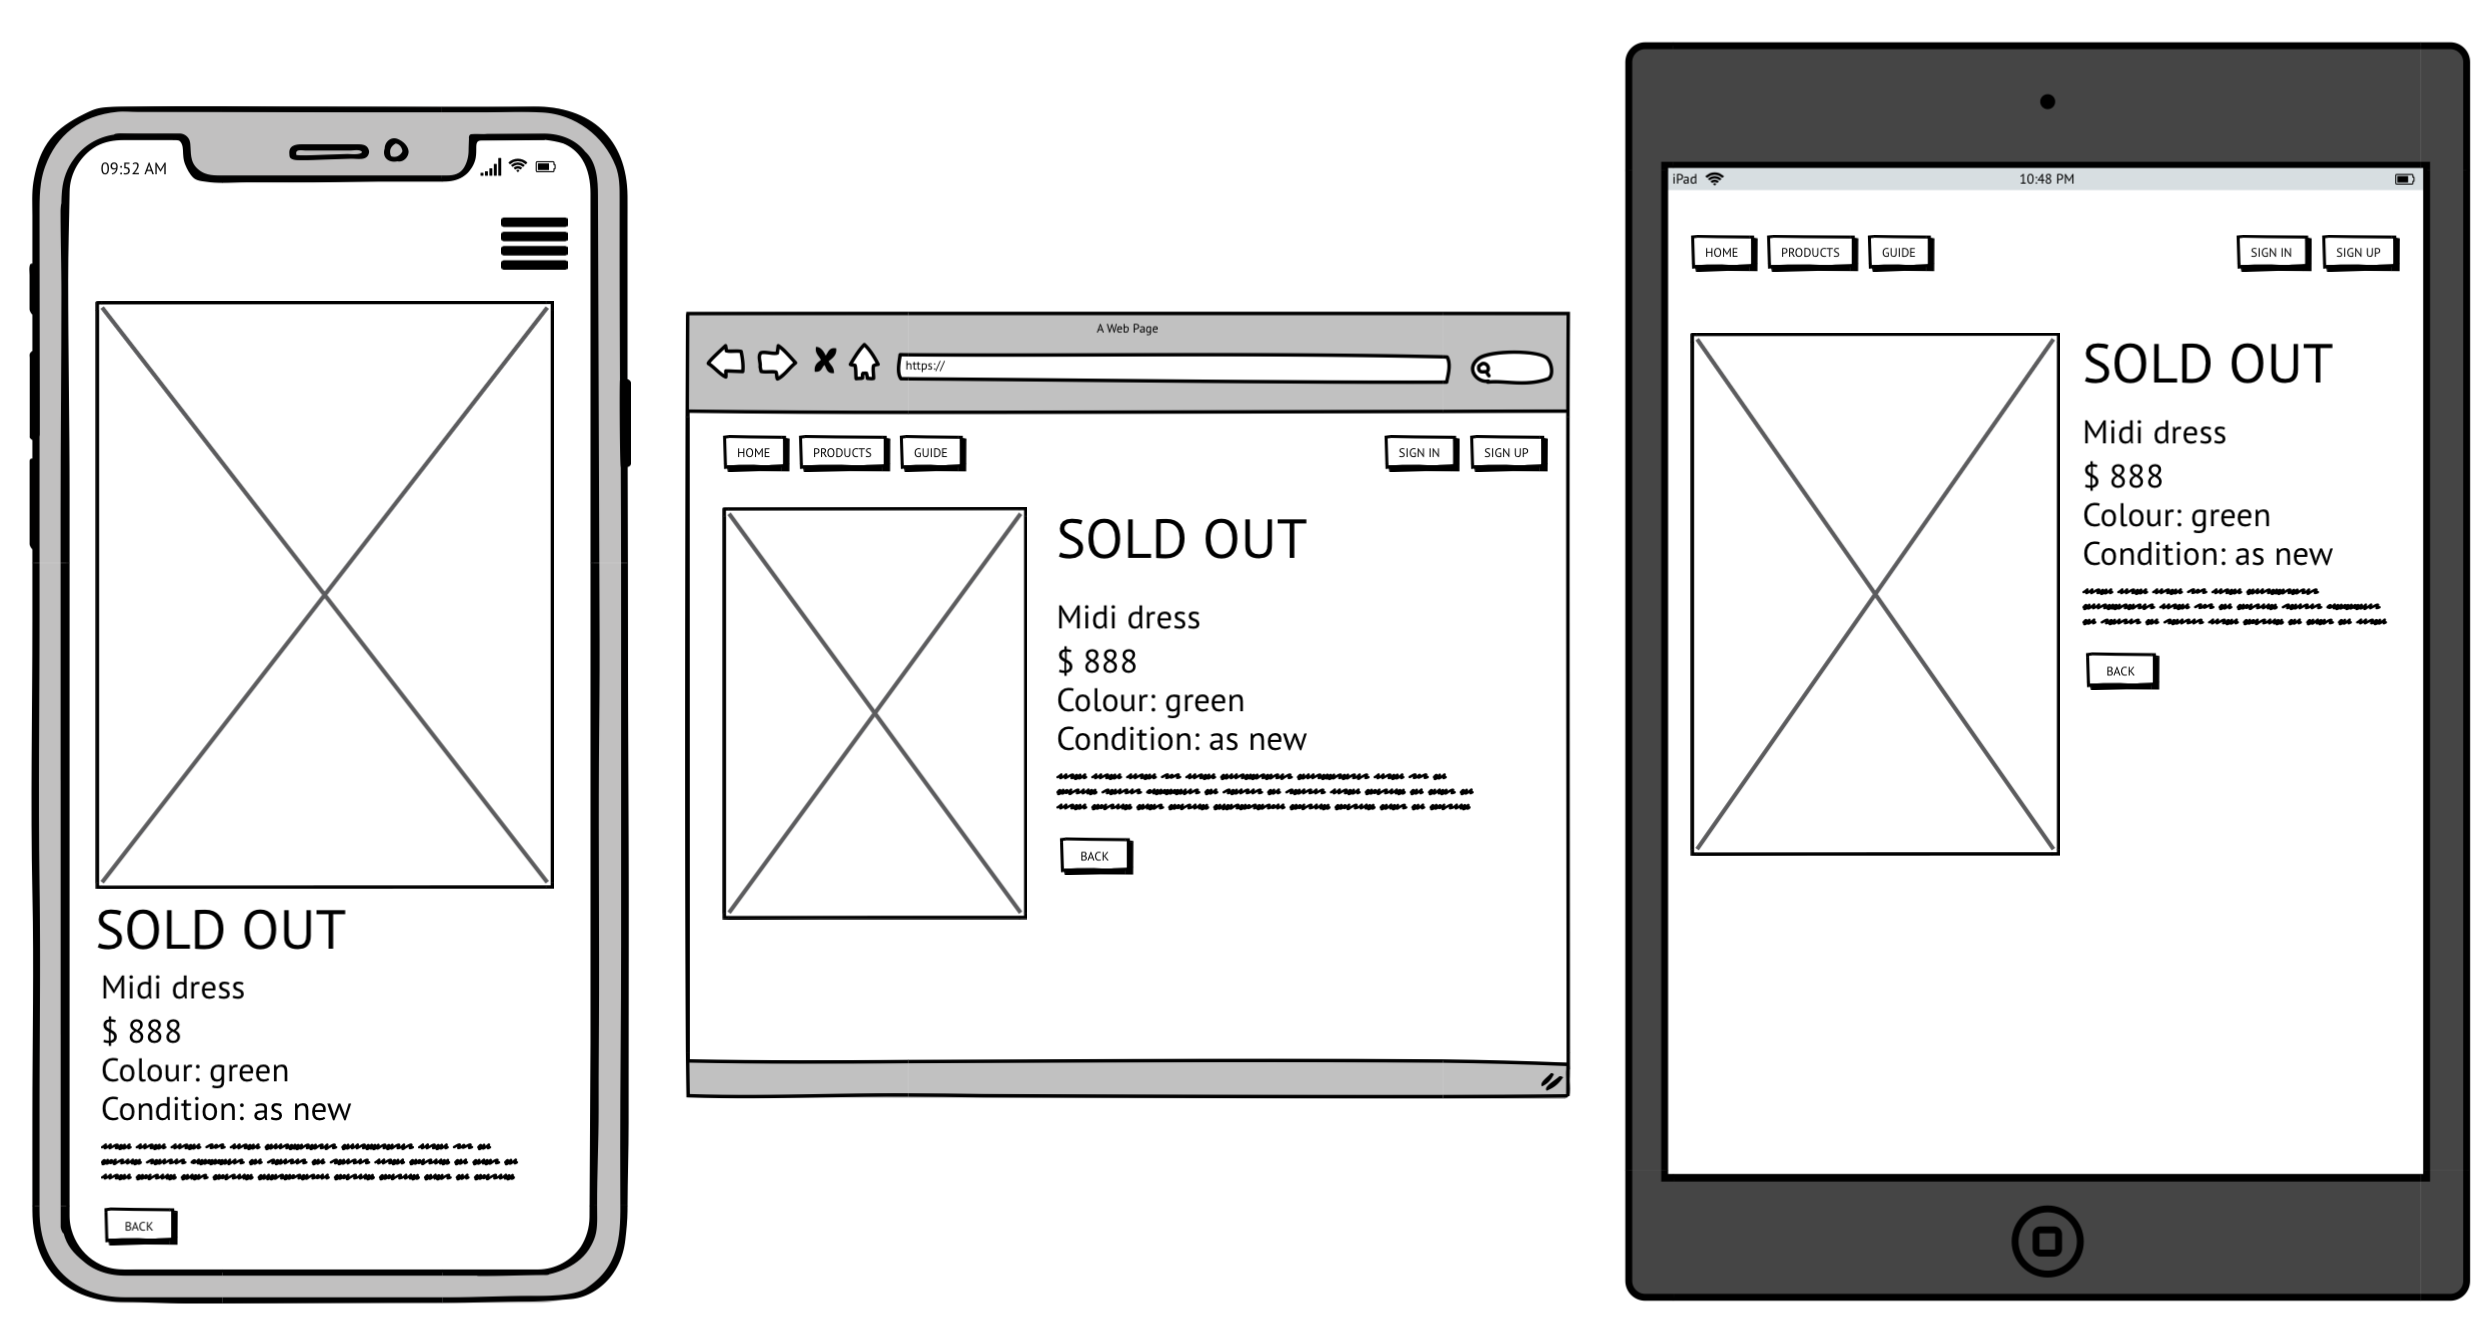 09:52 AM
SOLD OUT
Midi dress
$ 888
Colour: green
Condition: as new
BACK
A Web Page
https://
HOME PRODUCTS GUIDE SIGN IN SIGN UP
SOLD OUT
Midi dress
$ 888
Colour: green
Condition: as new
BACK
iPad 10:48 PM
HOME PRODUCTS GUIDE SIGN IN SIGN UP
SOLD OUT
Midi dress
$ 888
Colour: green
Condition: as new
BACK